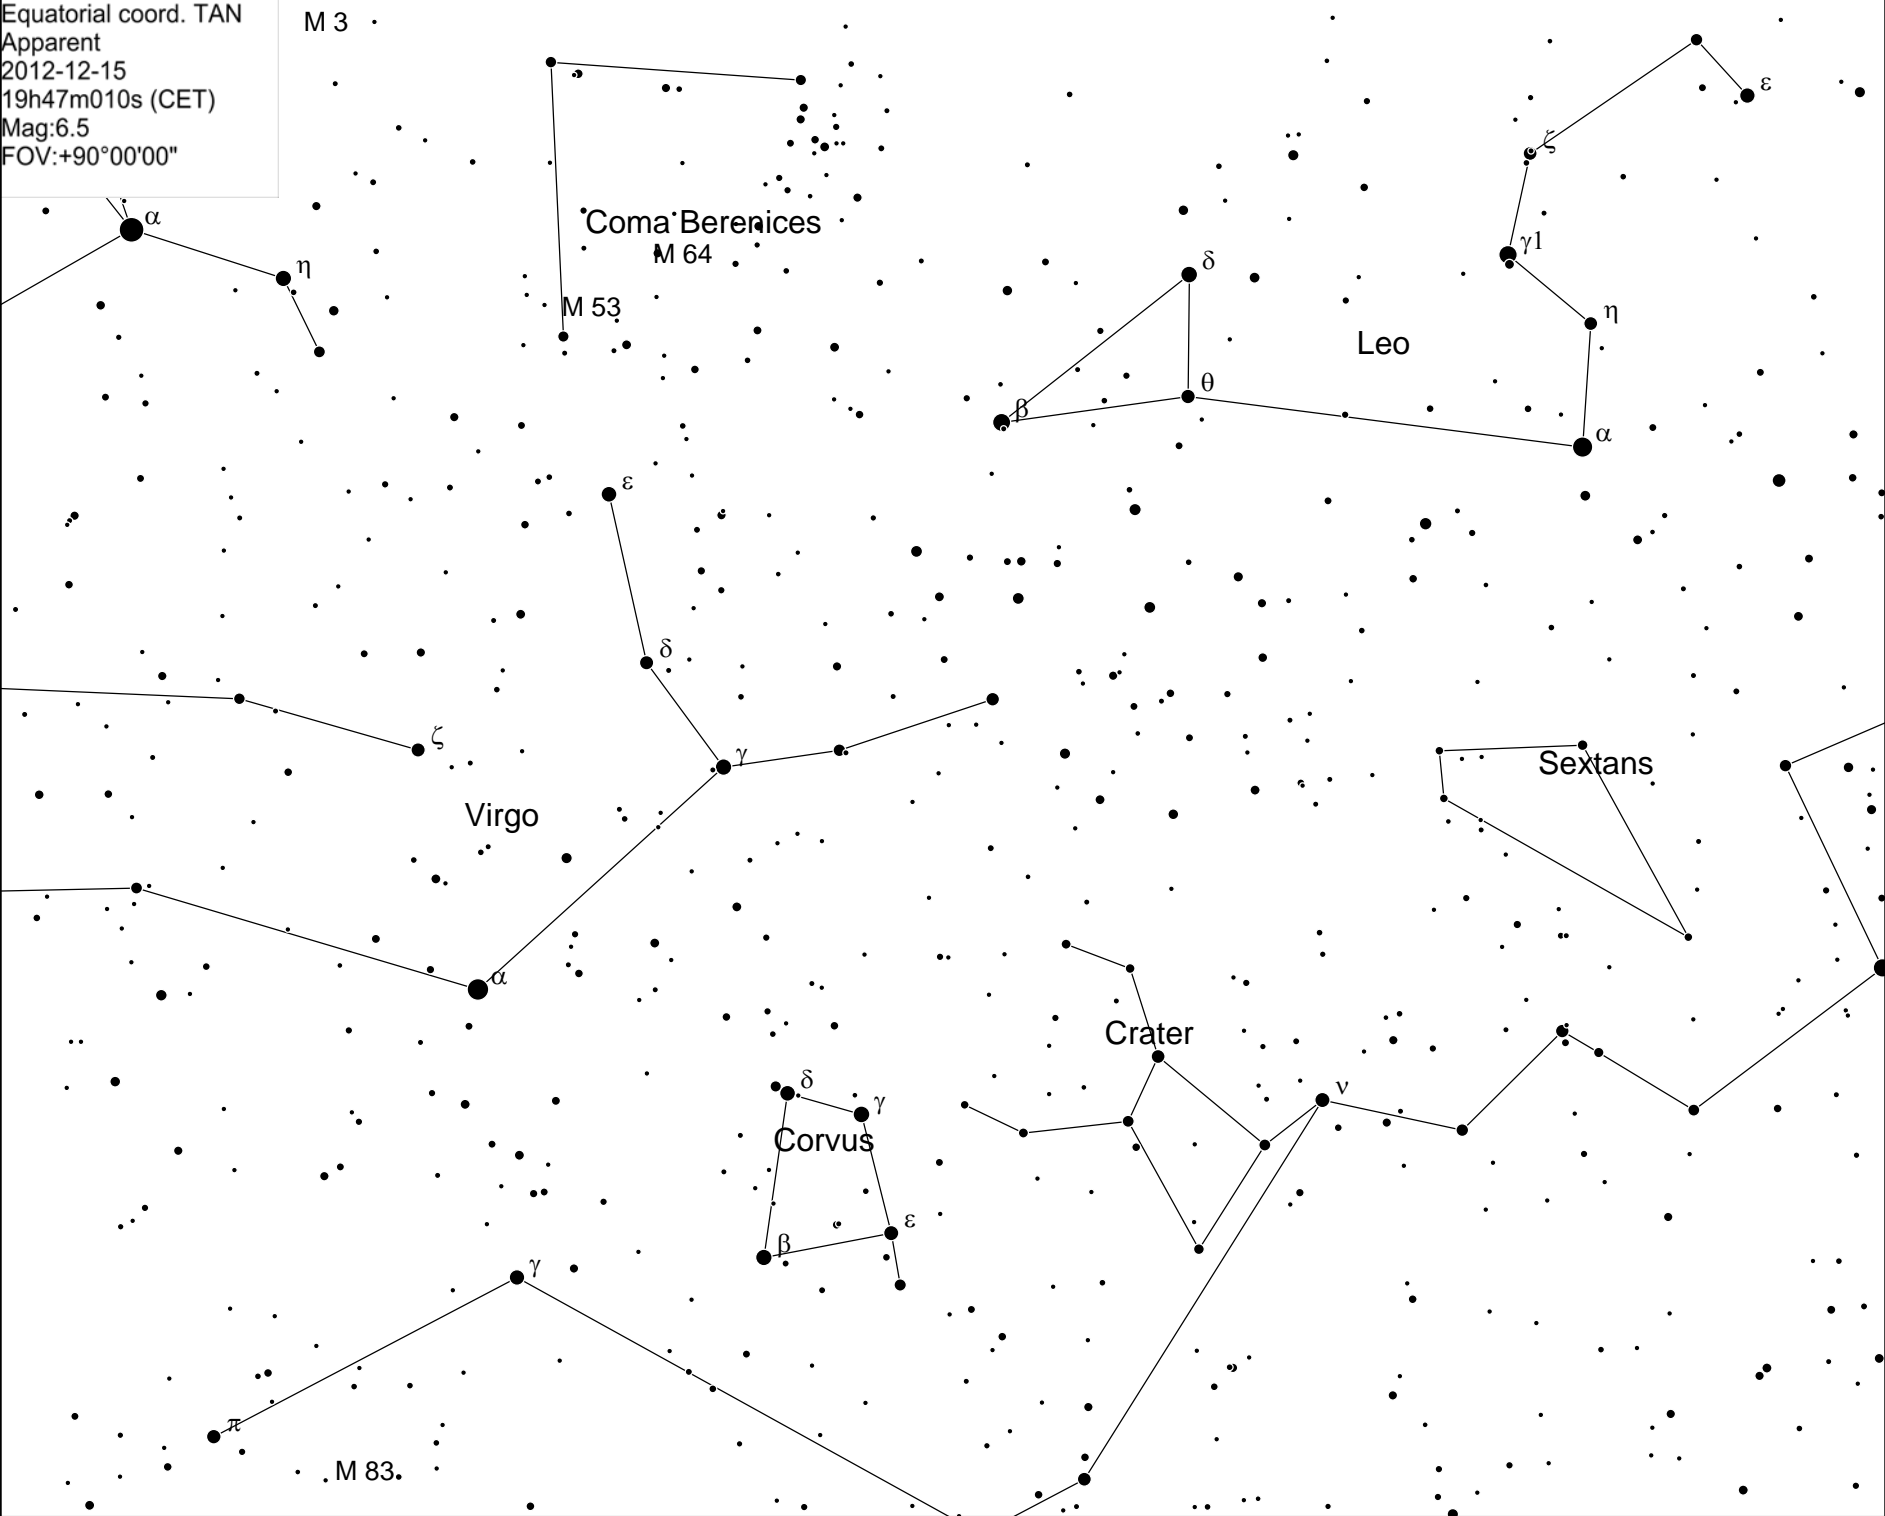 Equatorial coord. TAN
Apparent
2012-12-15
19h47m010s (CET)
Mag:6.5
FOV:+90°00'00"
M 3
ε
ζ
α
Coma Berenices
γ1
M 64
δ
η
M 53
η
Leo
θ
β
α
ε
δ
ζ
γ
Sextans
Virgo
α
Crater
δ
ν
γ
Corvus
ε
β
γ
π
M 83